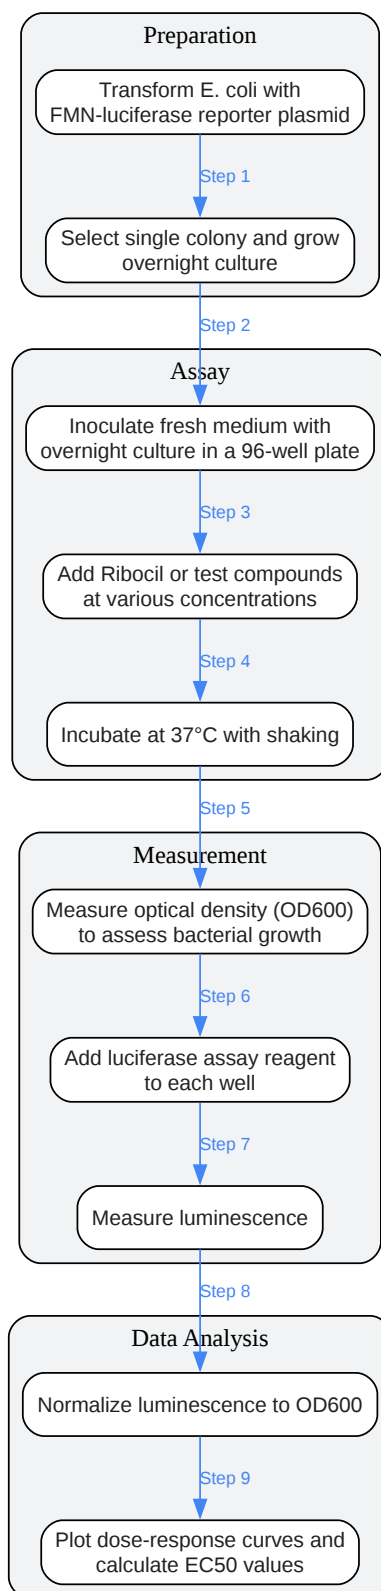 Preparation
Transform E. coli with
FMN-luciferase reporter plasmid
Step 1
Select single colony and grow
overnight culture
Step 2
Assay
Inoculate fresh medium with
overnight culture in a 96-well plate
Step 3
Add Ribocil or test compounds
at various concentrations
Step 4
Incubate at 37°C with shaking
Step 5
Measurement
Measure optical density (OD600)
to assess bacterial growth
Step 6
Add luciferase assay reagent
to each well
Step 7
Measure luminescence
Step 8
Data Analysis
Normalize luminescence to OD600
Step 9
Plot dose-response curves and
calculate EC50 values